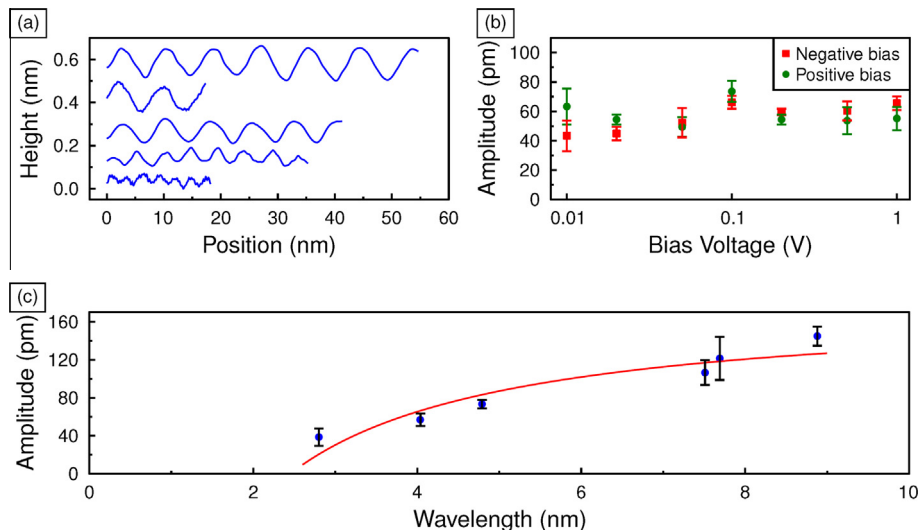 (a)
Height (nm)
0.6
0.4
0.2
0.0
0 10 20 30 40 50 60
Position (nm)
(b)
Amplitude (pm)
100
80
60
40
20
0
Negative bias
Positive bias
0.01 0.1 1
Bias Voltage (V)
(c)
Amplitude (pm)
160
120
80
40
0
0 2 4 6 8 10
Wavelength (nm)